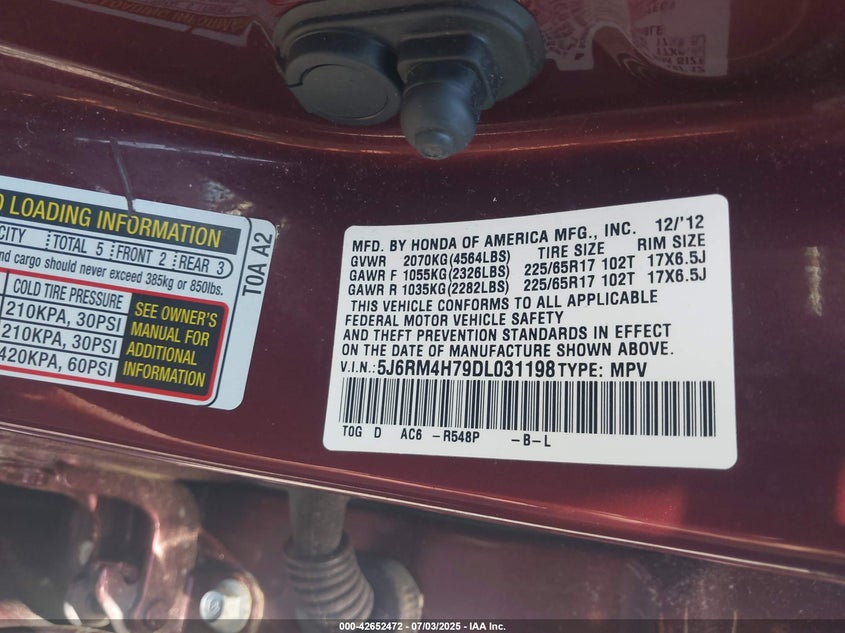 LOADING INFORMATION
CITY TOTAL 5 FRONT 2 REAR 3
nd cargo should never exceed 385kg or 850lbs.
COLD TIRE PRESSURE
210KPA, 30PSI
210KPA, 30PSI
420KPA, 60PSI
SEE OWNER'S
MANUAL FOR
ADDITIONAL
INFORMATION
T0A A2
MFD. BY HONDA OF AMERICA MFG., INC. 12/'12
GVWR 2070KG(4564LBS) TIRE SIZE RIM SIZE
GAWR F 1055KG(2326LBS) 225/65R17 102T 17X6.5J
GAWR R 1035KG(2282LBS) 225/65R17 102T 17X6.5J
THIS VEHICLE CONFORMS TO ALL APPLICABLE
FEDERAL MOTOR VEHICLE SAFETY
AND THEFT PREVENTION STANDARDS IN EFFECT
ON THE DATE OF MANUFACTURE SHOWN ABOVE.
V.I.N.: 5J6RM4H79DL031198 TYPE: MPV
T0G D AC6 -R548P -B-L
000-42652472 - 07/03/2025 - IAA Inc.